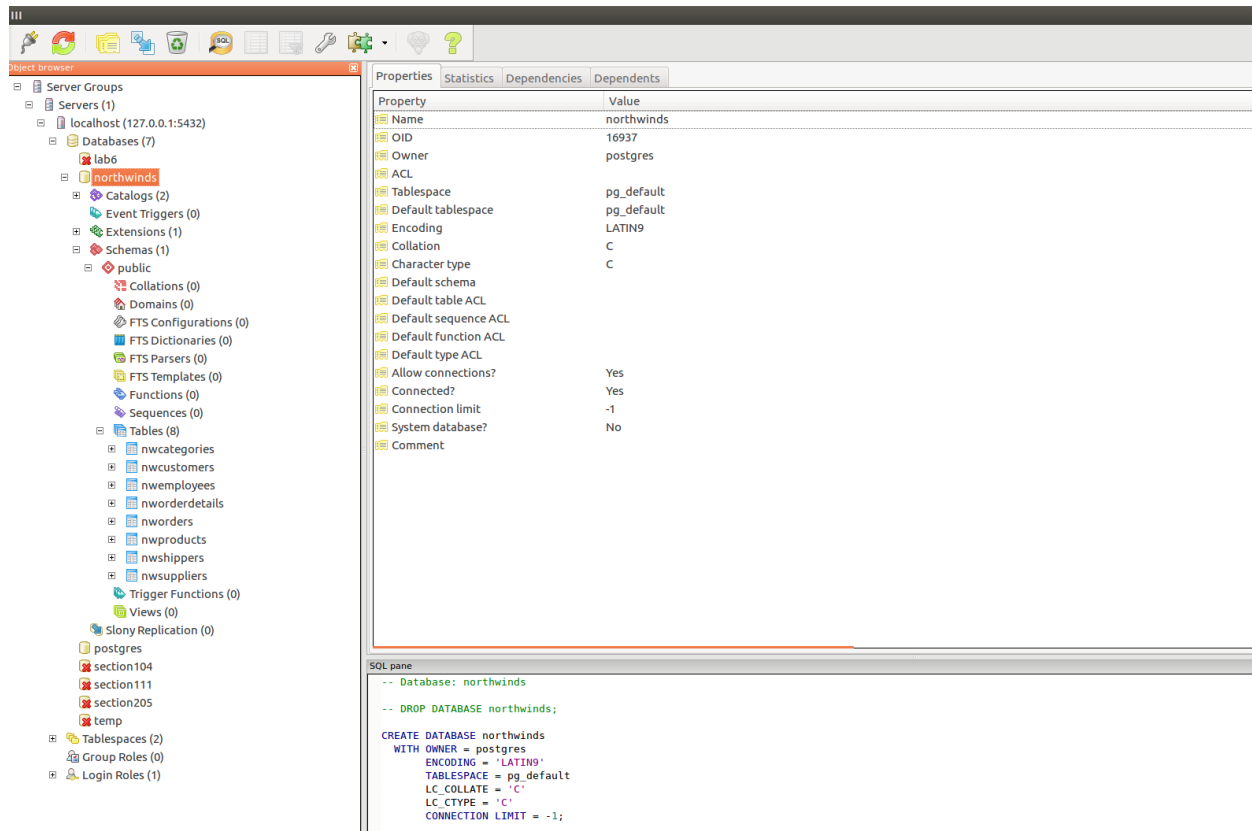 SQL
Object browser
Server Groups
Servers (1)
localhost (127.0.0.1:5432)
Databases (7)
lab6
northwinds
Catalogs (2)
Event Triggers (0)
Extensions (1)
Schemas (1)
public
Collations (0)
Domains (0)
FTS Configurations (0)
FTS Dictionaries (0)
FTS Parsers (0)
FTS Templates (0)
Functions (0)
Sequences (0)
Tables (8)
nwcategories
nwcustomers
nwemployees
nworderdetails
nworders
nwproducts
nwshippers
nwsuppliers
Trigger Functions (0)
Views (0)
Slony Replication (0)
postgres
section104
section111
section205
temp
Tablespaces (2)
Group Roles (0)
Login Roles (1)
Properties Statistics Dependencies Dependents
Property Value
Name northwinds
OID 16937
Owner postgres
ACL
Tablespace pg_default
Default tablespace pg_default
Encoding LATIN9
Collation C
Character type C
Default schema
Default table ACL
Default sequence ACL
Default function ACL
Default type ACL
Allow connections? Yes
Connected? Yes
Connection limit -1
System database? No
Comment
SQL pane
-- Database: northwinds
-- DROP DATABASE northwinds;
CREATE DATABASE northwinds
WITH OWNER = postgres
ENCODING = 'LATIN9'
TABLESPACE = pg_default
LC_COLLATE = 'C'
LC_CTYPE = 'C'
CONNECTION LIMIT = -1;